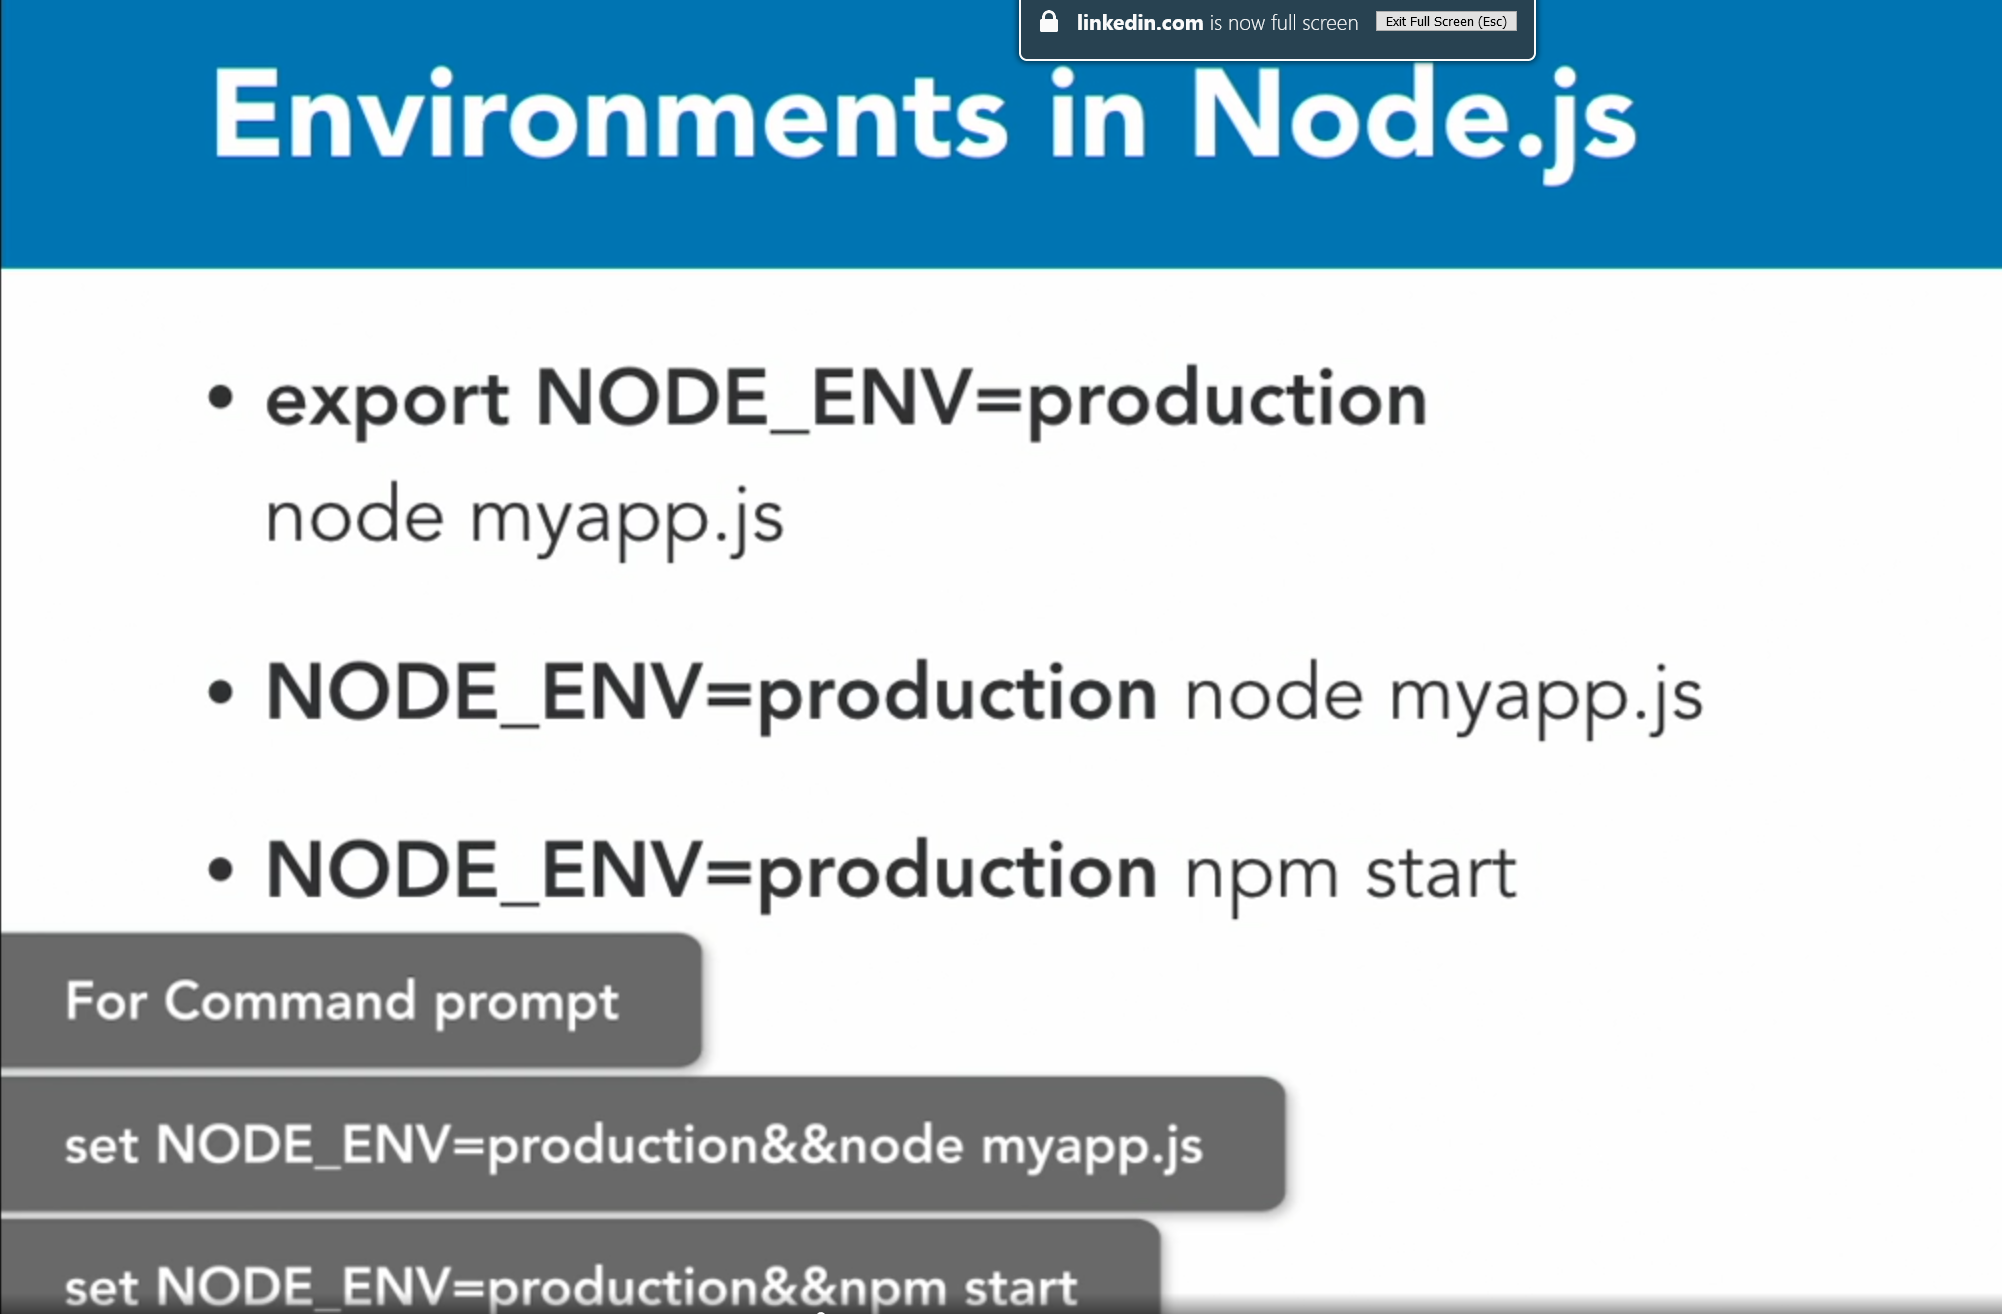 linkedin.com is now full screen Exit Full Screen (Esc)
Environments in Node.js
• export NODE_ENV=production
node myapp.js
• NODE_ENV=production node myapp.js
• NODE_ENV=production npm start
For Command prompt
set NODE_ENV=production&&node myapp.js
set NODE_ENV=production&&npm start